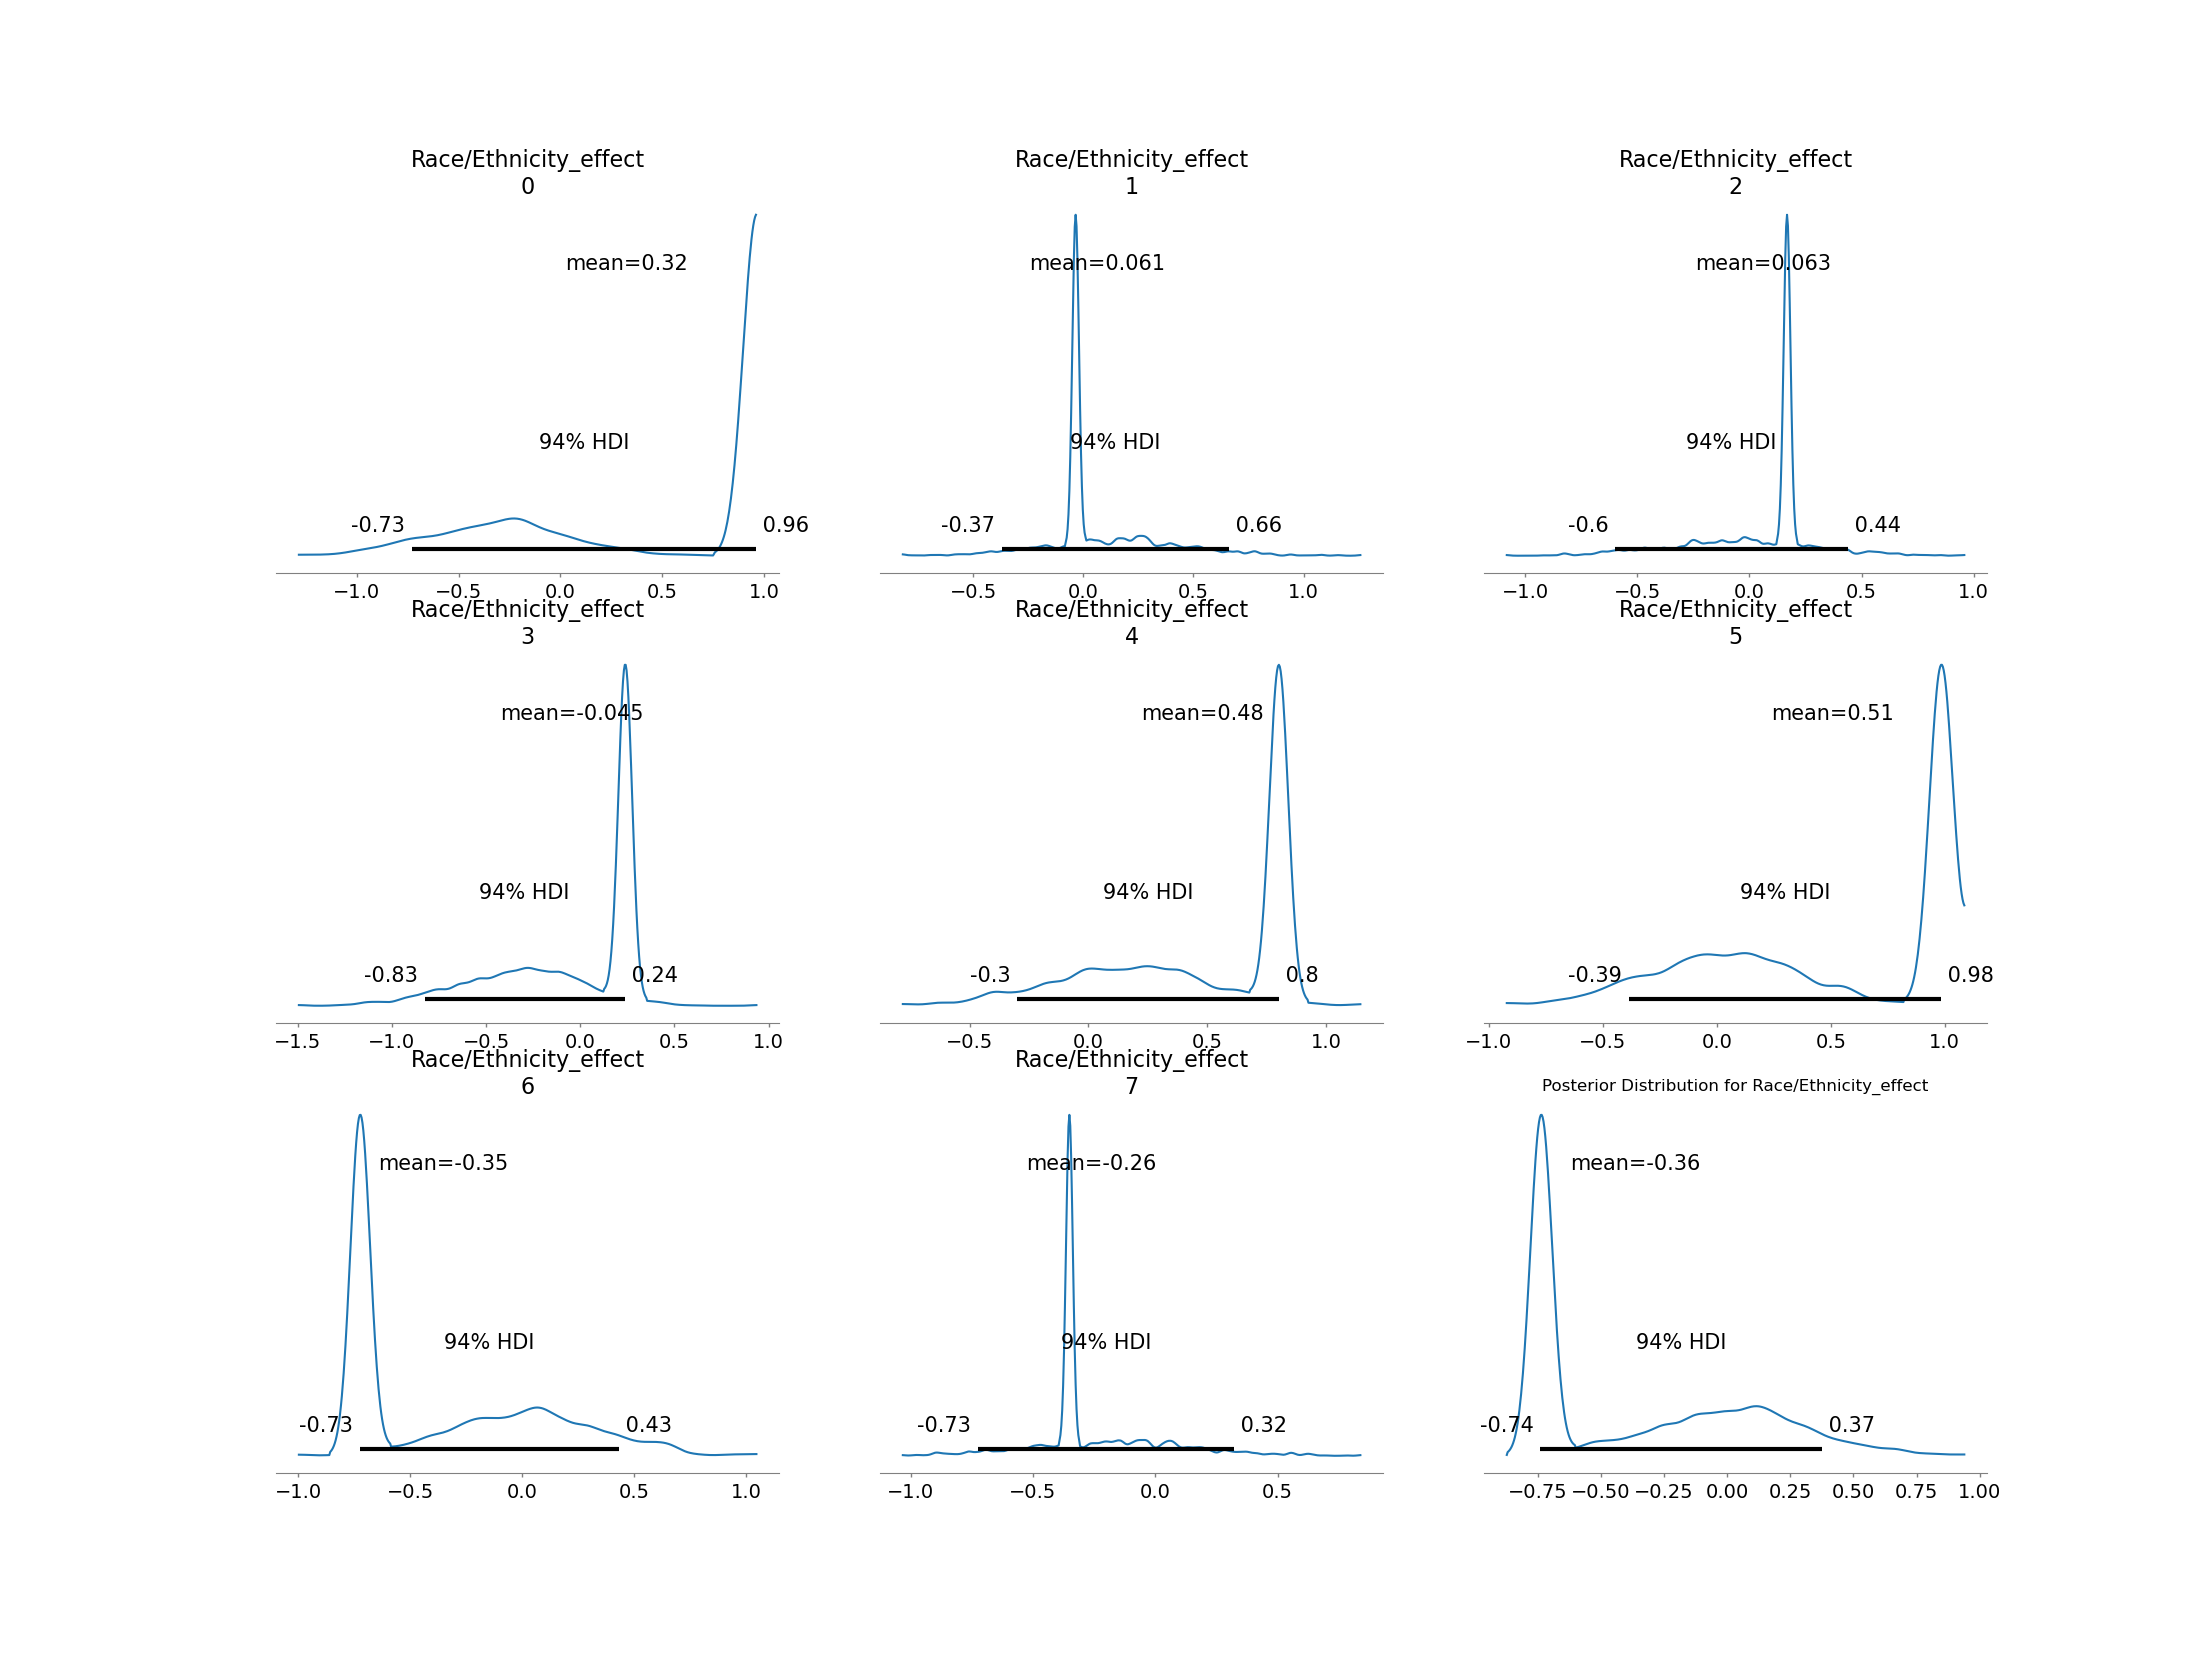 Race/Ethnicity_effect
0
mean=0.32
94% HDI
-0.73
0.96
−1.0 −0.5 0.0 0.5 1.0
Race/Ethnicity_effect
1
mean=0.061
94% HDI
-0.37
0.66
−0.5 0.0 0.5 1.0
Race/Ethnicity_effect
2
mean=0.063
94% HDI
-0.6
0.44
−1.0 −0.5 0.0 0.5 1.0
Race/Ethnicity_effect
3
mean=-0.045
94% HDI
-0.83
0.24
−1.5 −1.0 −0.5 0.0 0.5 1.0
Race/Ethnicity_effect
4
mean=0.48
94% HDI
-0.3
0.8
−0.5 0.0 0.5 1.0
Race/Ethnicity_effect
5
mean=0.51
94% HDI
-0.39
0.98
−1.0 −0.5 0.0 0.5 1.0
Race/Ethnicity_effect
6
mean=-0.35
94% HDI
-0.73
0.43
−1.0 −0.5 0.0 0.5 1.0
Race/Ethnicity_effect
7
mean=-0.26
94% HDI
-0.73
0.32
−1.0 −0.5 0.0 0.5
Posterior Distribution for Race/Ethnicity_effect
mean=-0.36
94% HDI
-0.74
0.37
−0.75 −0.50 −0.25 0.00 0.25 0.50 0.75 1.00